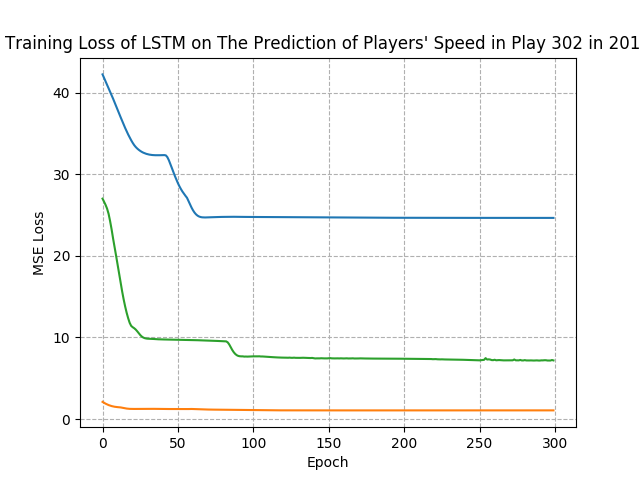 Training Loss of LSTM on The Prediction of Players' Speed in Play 302 in 201
40
30
20
10
0
MSE Loss
0 50 100 150 200 250 300
Epoch